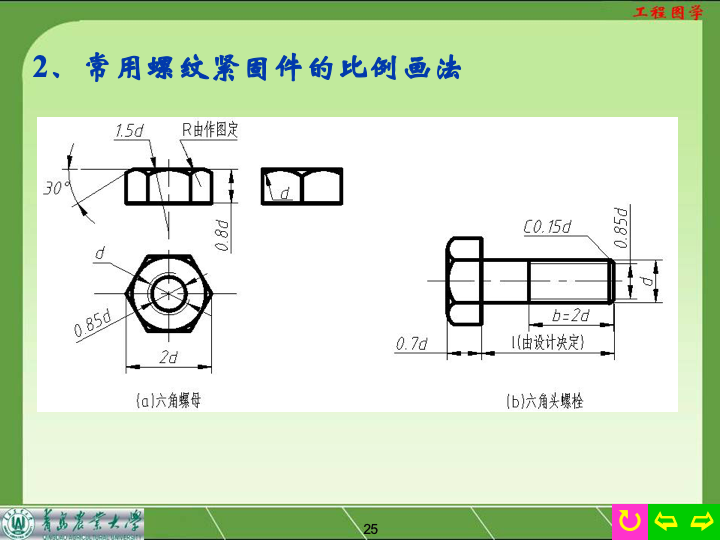 工程图学
2、常用螺纹紧固件的比例画法
1.5d
R由作图定
30°
d
0.8d
d
0.85d
2d
(a)六角螺母
C0.15d
0.85d
d
b=2d
0.7d
l(由设计决定)
(b)六角头螺栓
青岛农业大学
25